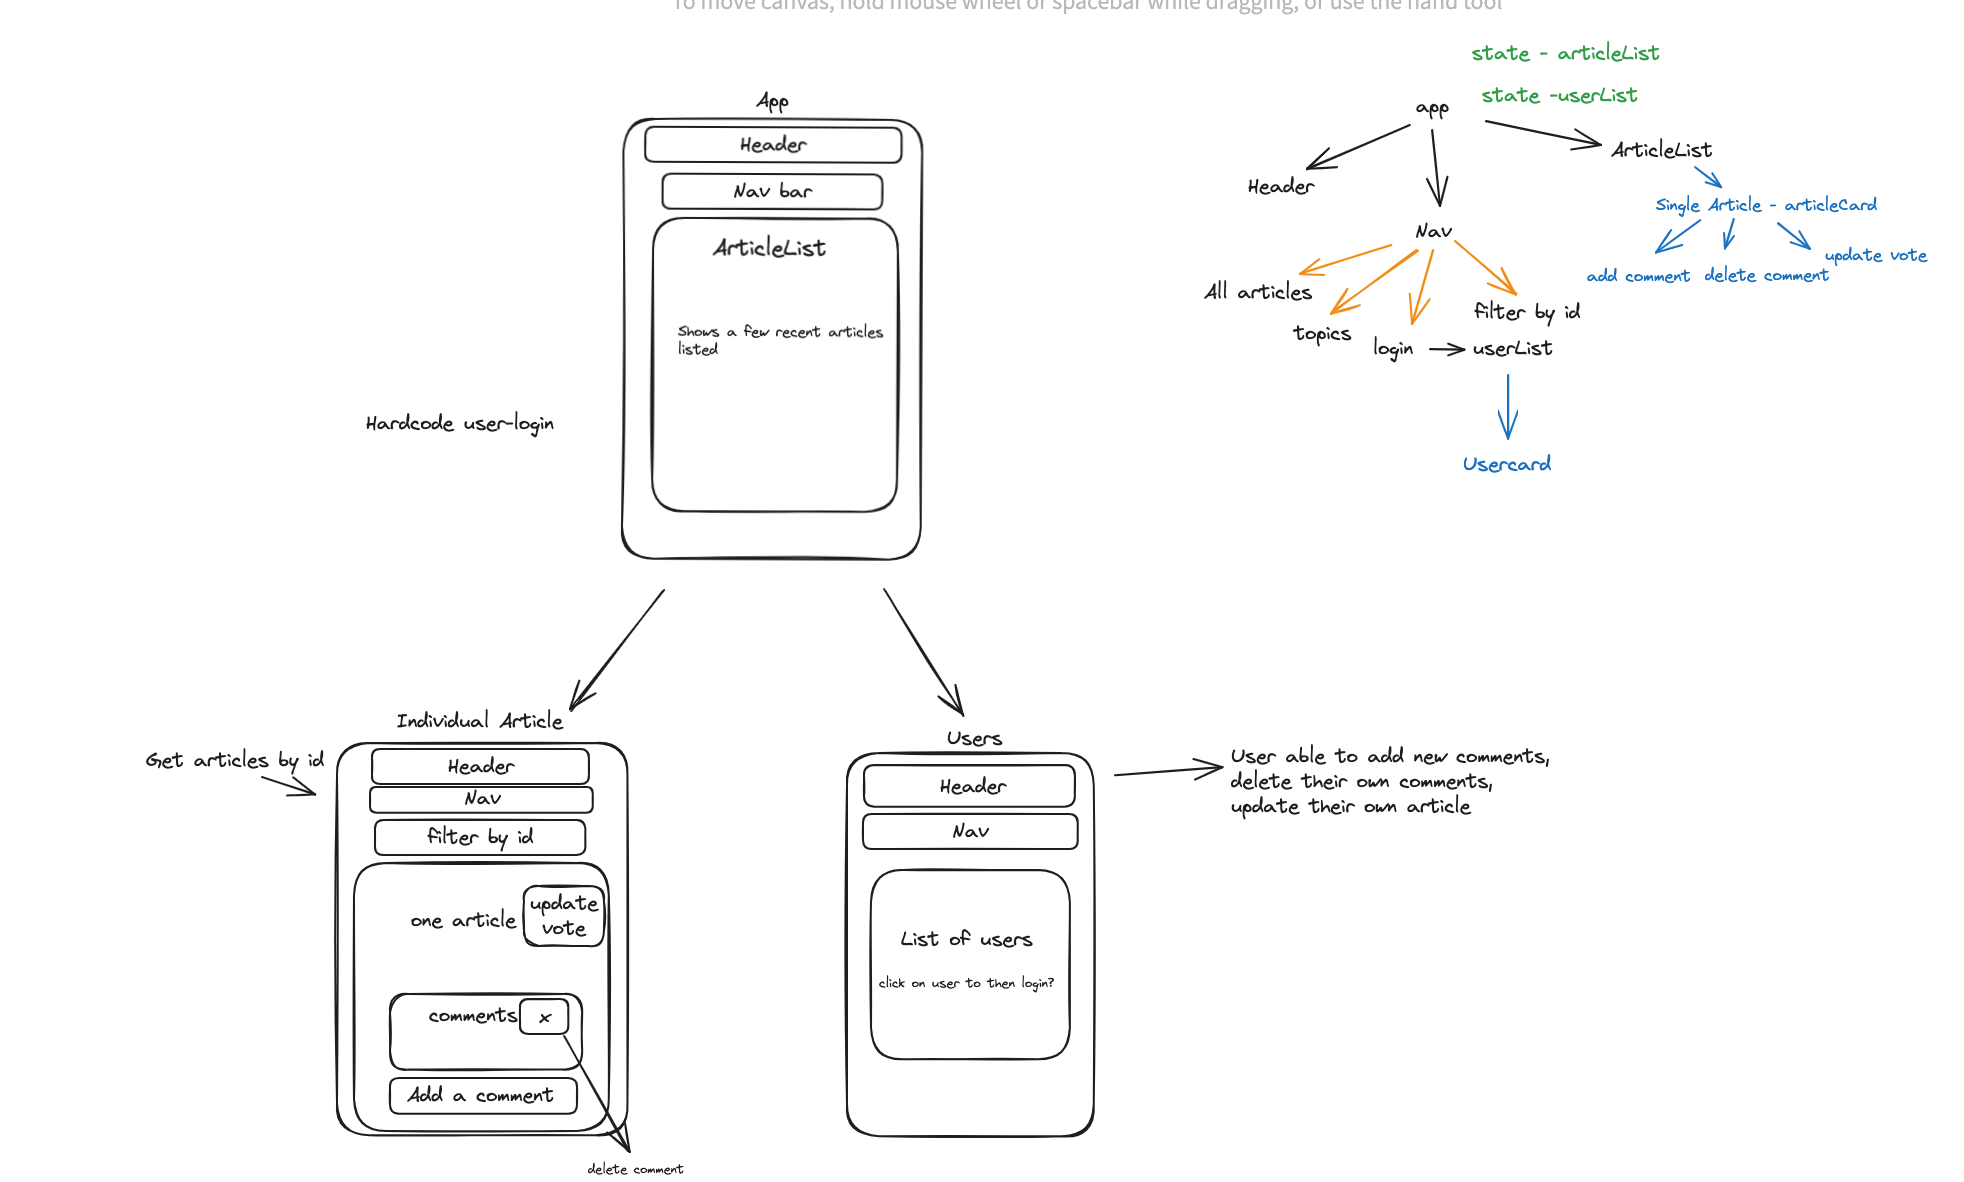 To move canvas, hold mouse wheel or spacebar while dragging, or use the hand tool
App
Header
Nav bar
ArticleList
Shows a few recent articles
listed
Hardcode user-login
state - articleList
state -userList
app
ArticleList
Header
Single Article - articleCard
Nav
update vote
add comment
delete comment
All articles
filter by id
topics
login
userList
Usercard
Individual Article
Get articles by id
Header
Nav
filter by id
one article
update
vote
comments
x
Add a comment
delete comment
Users
Header
Nav
List of users
click on user to then login?
User able to add new comments,
delete their own comments,
update their own article